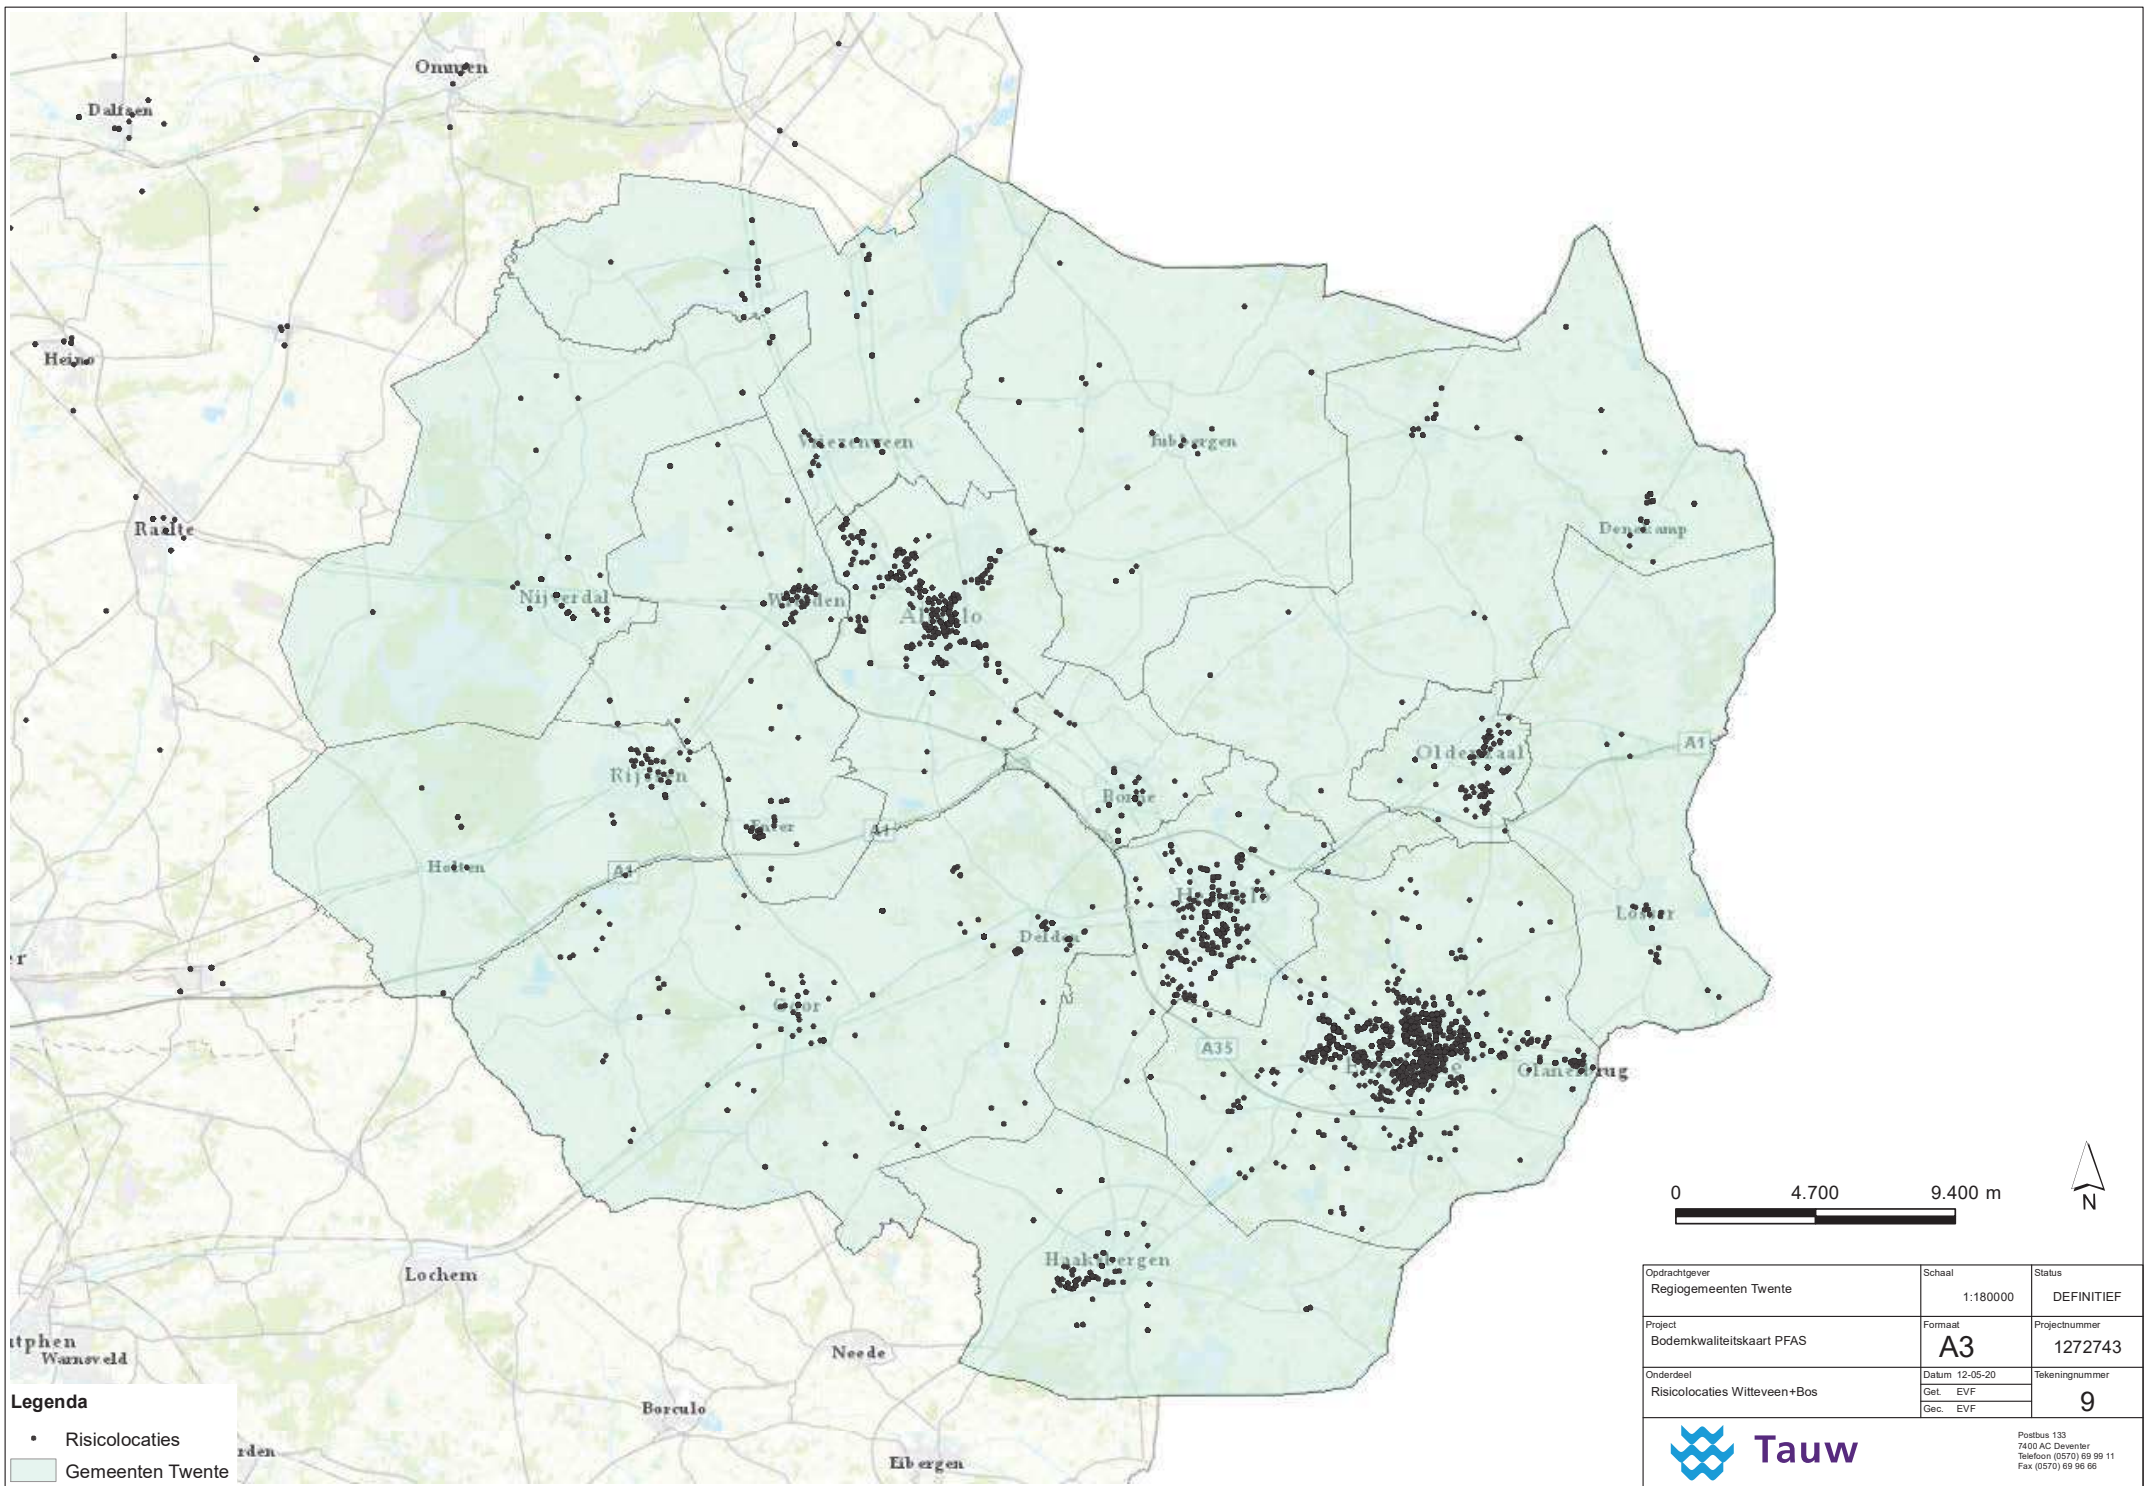 Ommen
Dalfsen
Heino
Vriezenveen
Tubbergen
Raalte
Denekamp
Nijverdal
Wierden
Almelo
A1
Oldenzaal
Rijssen
Borne
Enter
A1
Holten
A1
Hengelo
Losser
Delden
er
Goor
A35
Enschede
Glanerbrug
0 4.700 9.400 m
N
Haaksbergen
Lochem
utphen
Warnsveld
Neede
Borculo
Eibergen
rden
Legenda
Risicolocaties
Gemeenten Twente
Opdrachtgever
Regiogemeenten Twente
Schaal
1:180000
Status
DEFINITIEF
Project
Bodemkwaliteitskaart PFAS
Formaat
A3
Projectnummer
1272743
Onderdeel
Risicolocaties Witteveen+Bos
Datum 12-05-20
Get. EVF
Gec. EVF
Tekeningnummer
9
Tauw
Postbus 133
7400 AC Deventer
Telefoon (0570) 69 99 11
Fax (0570) 69 96 66